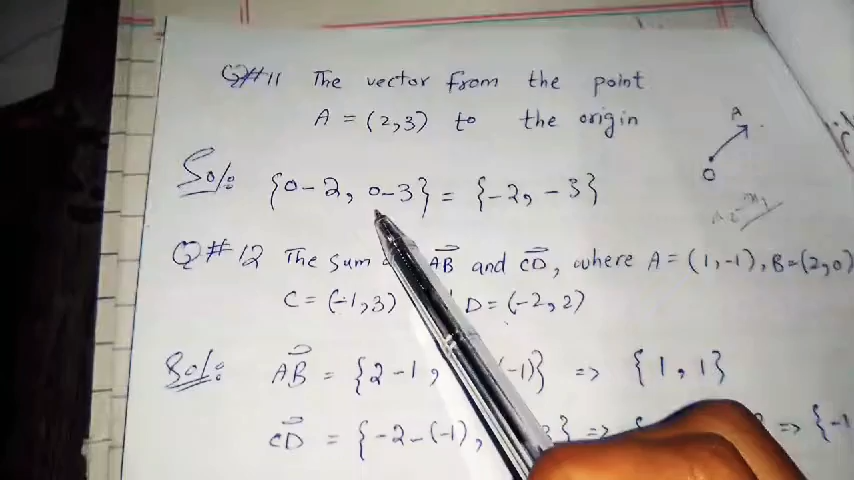 Q#11 The vector from the point
A = (2,3) to the origin
A
O
Sol: {0-2, 0-3} = {-2, -3}
Q#12 The sum AB and CD, where A = (1,-1), B=(2,0)
C = (-1,3) D = (-2,2)
Sol: AB = {2-1, (-1)} => {1,1}
CD = {-2-(-1), } => => {-1